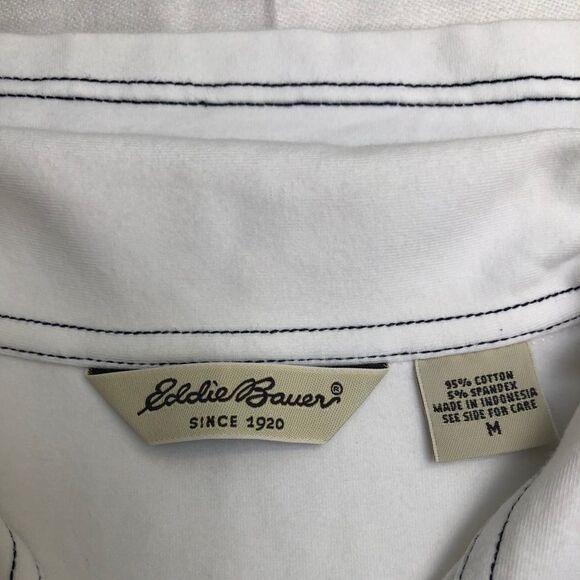 Eddie Bauer®
SINCE 1920
95% COTTON
5% SPANDEX
MADE IN INDONESIA
SEE SIDE FOR CARE
M